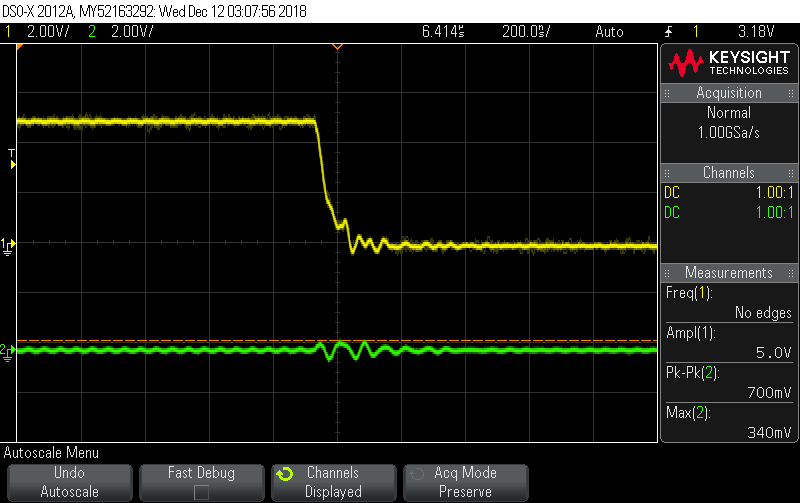 DSO-X 2012A, MY52163292: Wed Dec 12 03:07:56 2018
1 2.00V/ 2 2.00V/ 6.414µs 200.0ns/ Auto 1 3.18V
KEYSIGHT
TECHNOLOGIES
Acquisition
Normal
1.00GSa/s
Channels
DC 1.00:1
DC 1.00:1
Measurements
Freq(1):
No edges
Ampl(1):
5.0V
Pk-Pk(2):
700mV
Max(2):
340mV
T
1
2
Autoscale Menu
Undo
Autoscale
Fast Debug
Channels
Displayed
Acq Mode
Preserve